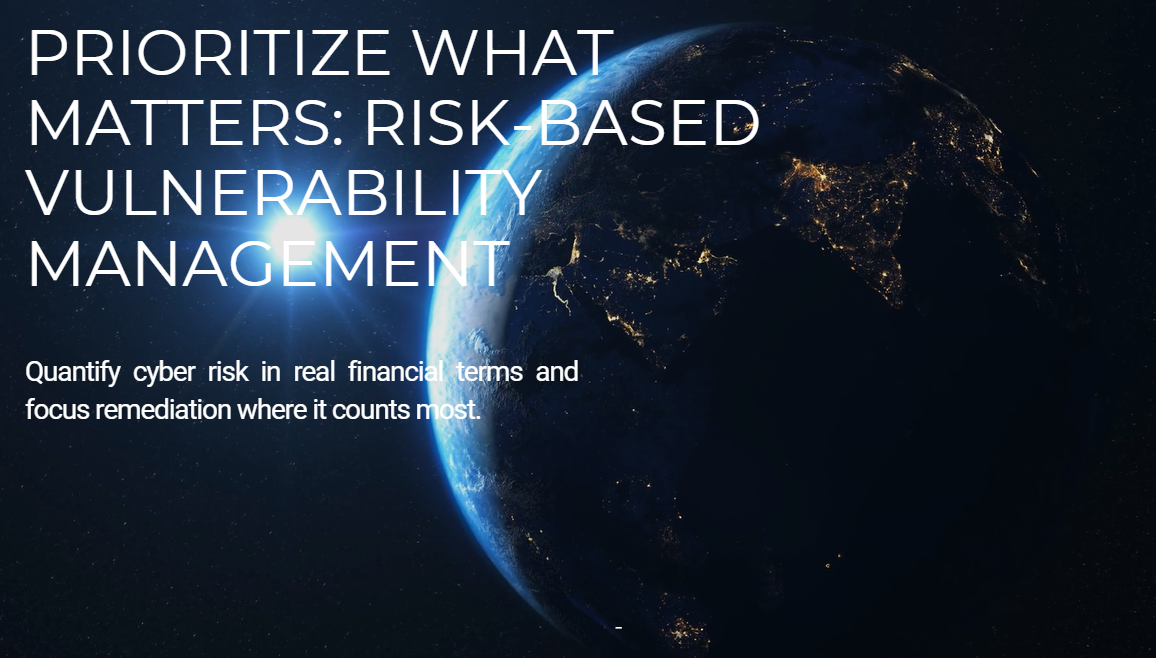 PRIORITIZE WHAT
MATTERS: RISK-BASED
VULNERABILITY
MANAGEMENT
Quantify cyber risk in real financial terms and
focus remediation where it counts most.
-